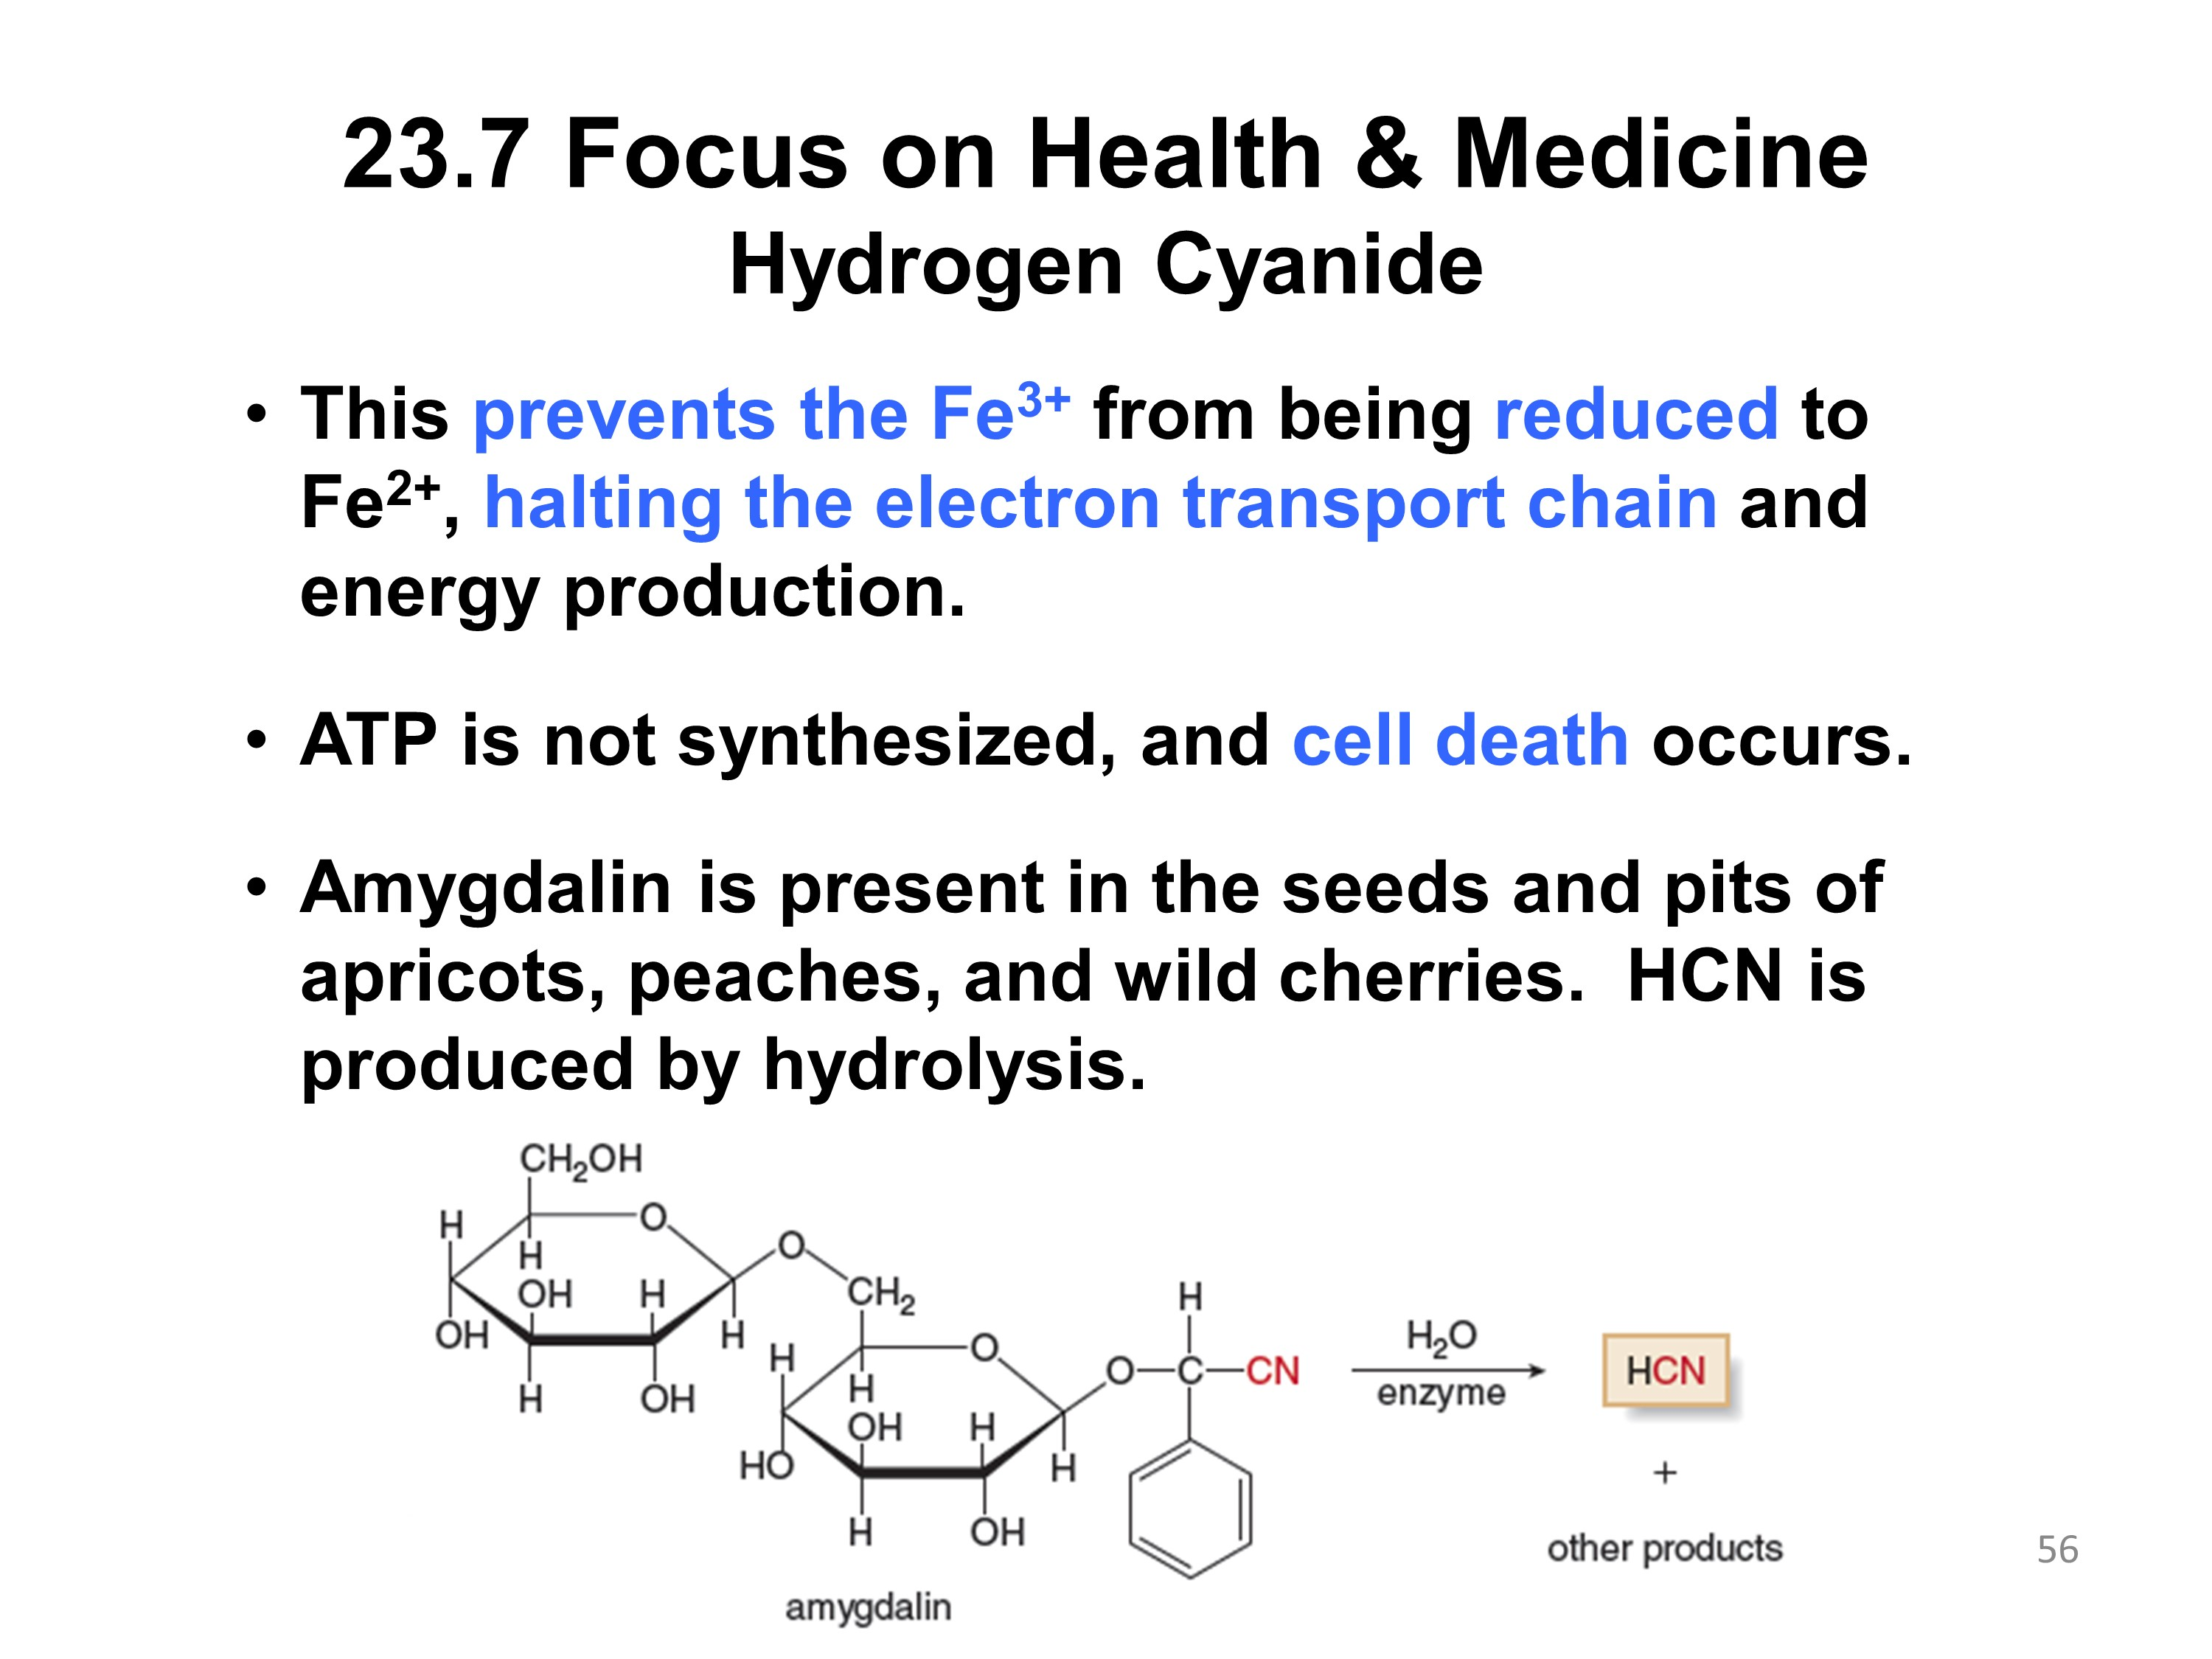 23.7 Focus on Health & Medicine
Hydrogen Cyanide
• This prevents the Fe³⁺ from being reduced to
Fe²⁺, halting the electron transport chain and
energy production.
• ATP is not synthesized, and cell death occurs.
• Amygdalin is present in the seeds and pits of
apricots, peaches, and wild cherries.  HCN is
produced by hydrolysis.
CH₂OH
H
O
H
OH
H
OH
H
H
OH
O
CH₂
H
O
H
OH
H
HO
H
H
OH
H
O—C—CN
H₂O
enzyme
HCN
+
other products
amygdalin
56